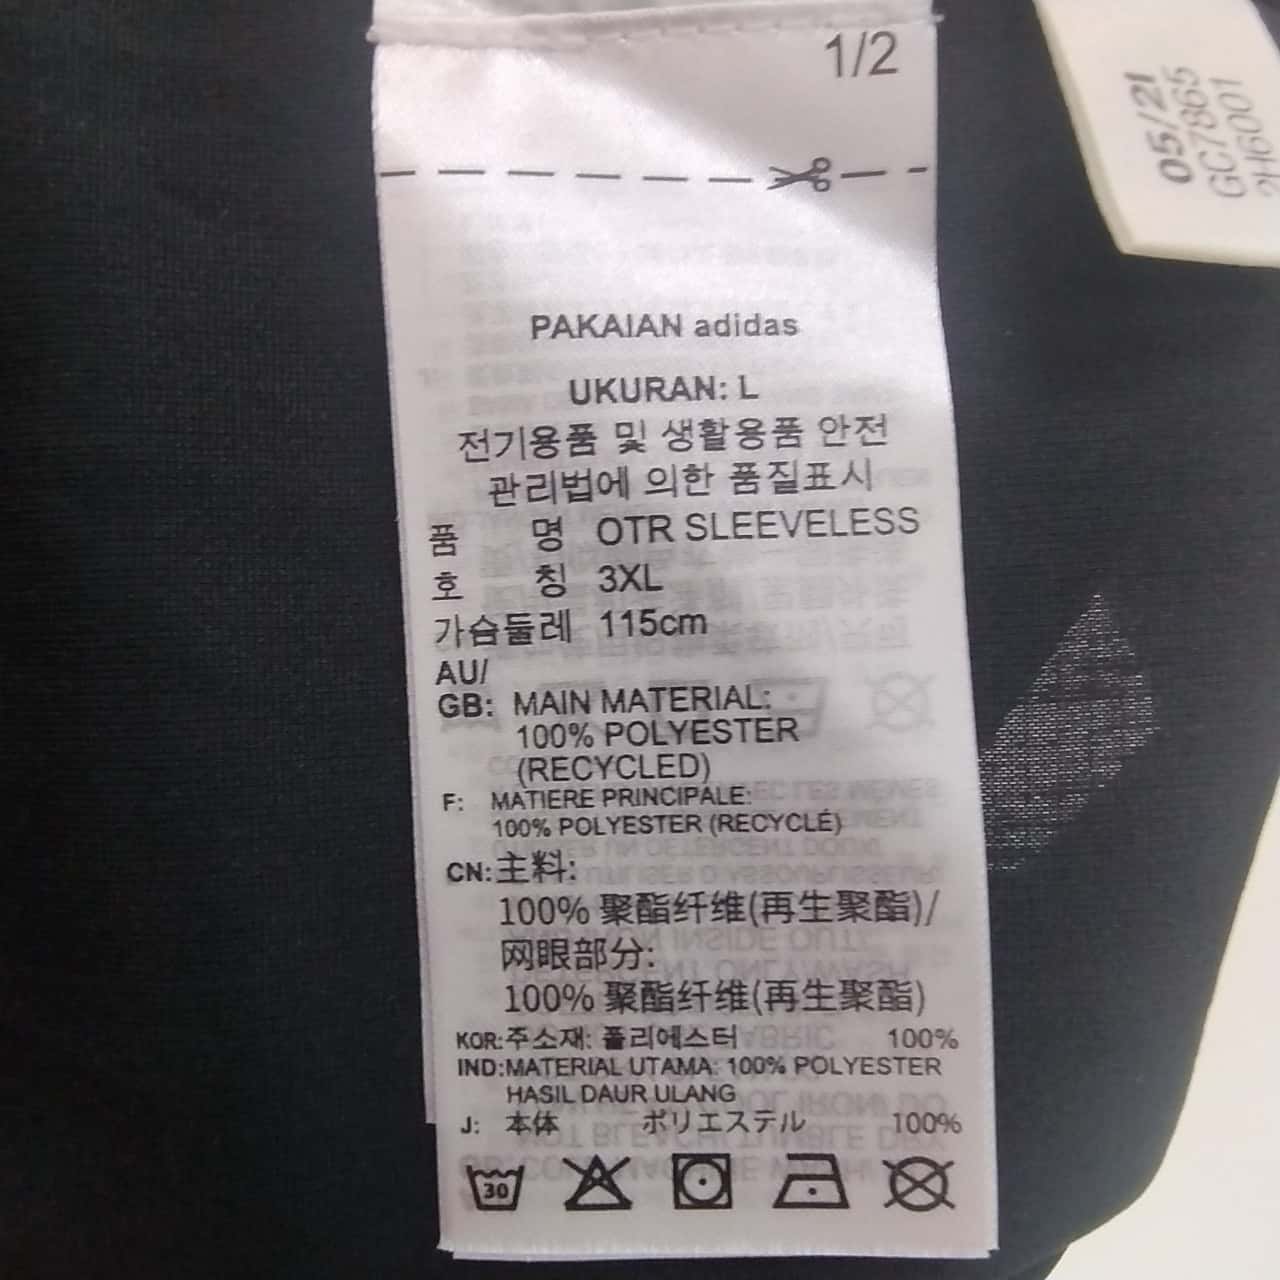 1/2
05/21
GC7865
2H6001
PAKAIAN adidas
UKURAN: L
전기용품 및 생활용품 안전
관리법에 의한 품질표시
품 명 OTR SLEEVELESS
호 칭 3XL
가슴둘레 115cm
AU/
GB: MAIN MATERIAL:
100% POLYESTER
(RECYCLED)
F: MATIERE PRINCIPALE:
100% POLYESTER (RECYCLÉ)
CN:主料:
100% 聚酯纤维(再生聚酯)/
网眼部分:
100% 聚酯纤维(再生聚酯)
KOR:주소재: 폴리에스터 100%
IND:MATERIAL UTAMA: 100% POLYESTER
HASIL DAUR ULANG
J: 本体 ポリエステル 100%
30